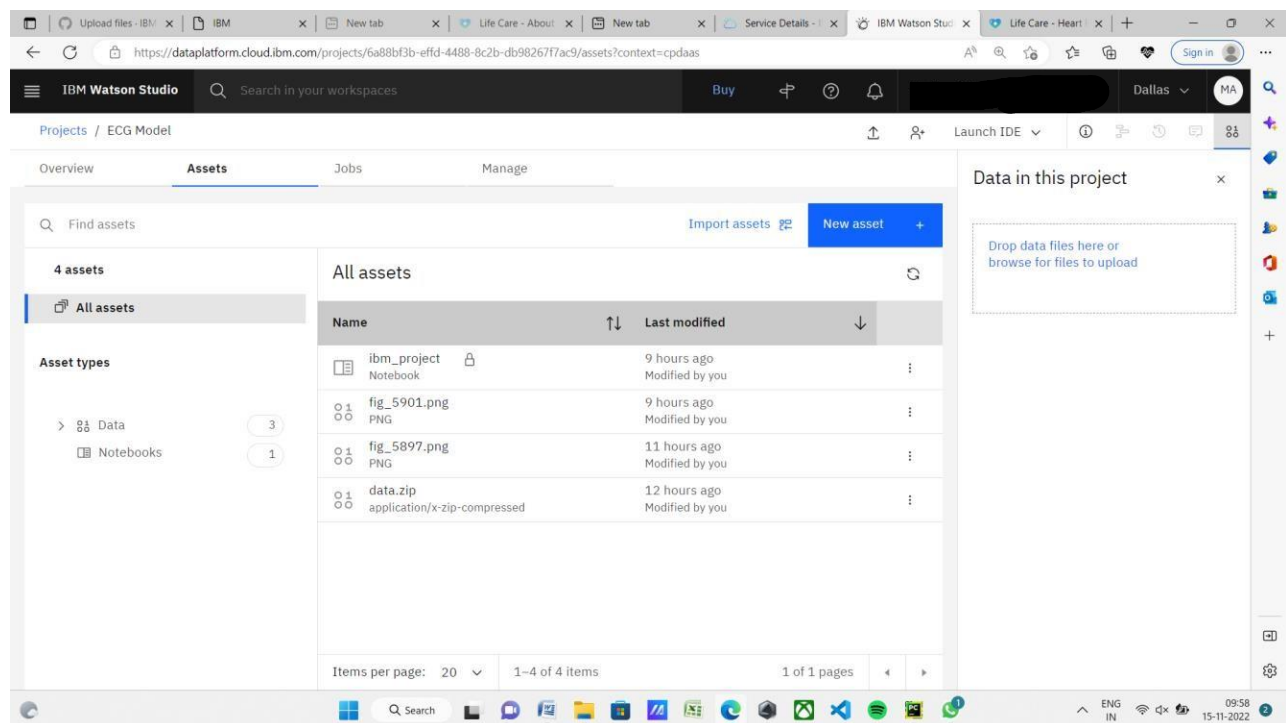 Upload files · IBM
IBM
New tab
Life Care - About
New tab
Service Details -
IBM Watson Stud
Life Care - Heart
https://dataplatform.cloud.ibm.com/projects/6a88bf3b-effd-4488-8c2b-db98267f7ac9/assets?context=cpdaas
Sign in
IBM Watson Studio
Search in your workspaces
Buy
Dallas
MA
Projects / ECG Model
Launch IDE
Overview
Assets
Jobs
Manage
Data in this project
Find assets
Import assets
New asset +
Drop data files here or
browse for files to upload
4 assets
All assets
All assets
Name
Last modified
Asset types
ibm_project
Notebook
9 hours ago
Modified by you
fig_5901.png
PNG
9 hours ago
Modified by you
Data 3
Notebooks 1
fig_5897.png
PNG
11 hours ago
Modified by you
data.zip
application/x-zip-compressed
12 hours ago
Modified by you
Items per page: 20
1–4 of 4 items
1 of 1 pages
Search
ENG
IN
09:58
15-11-2022
2